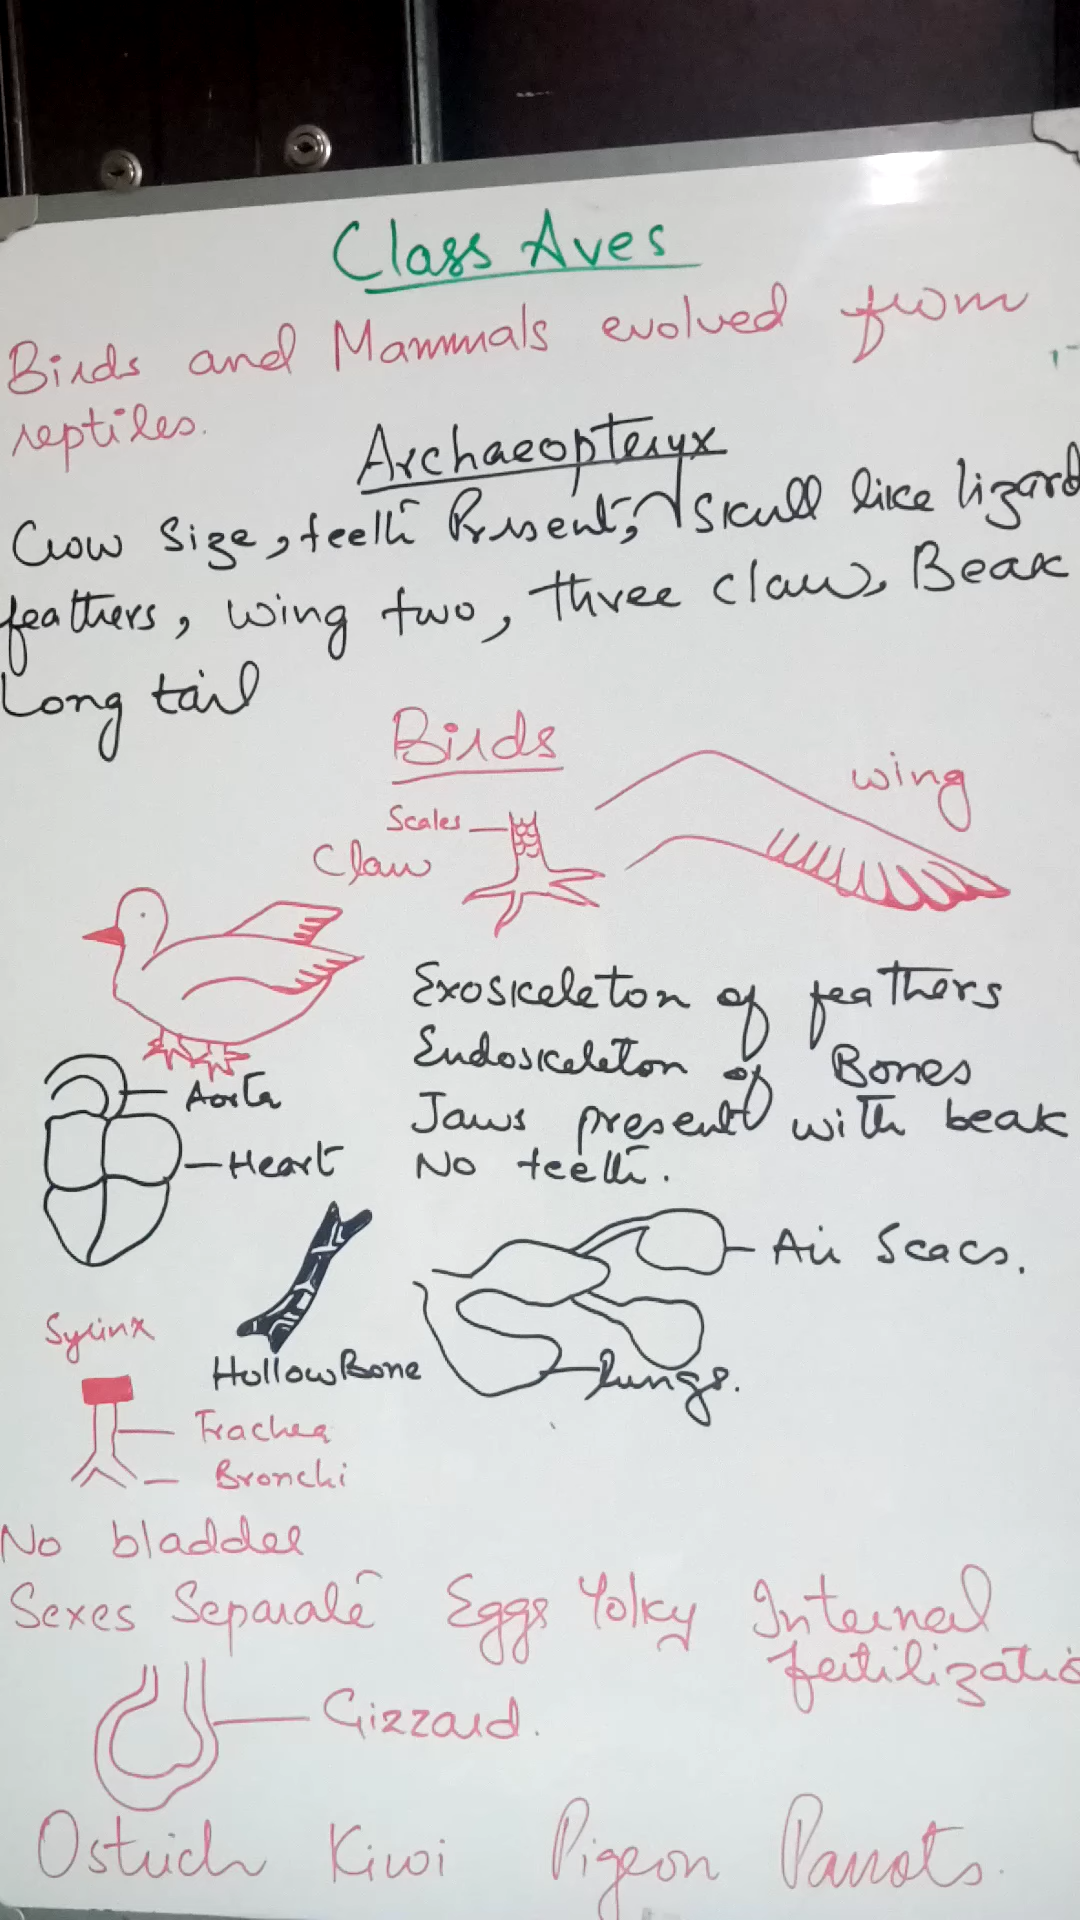 Class Aves
Birds and Mammals evolved from
reptiles.
Archaeopteryx
Crow Size, teeth Present, Skull like lizard
feathers, wing two, three claw, Beak
Long tail
Birds
wing
Scales
Claw
Exoskeleton of feathers
Endoskeleton of Bones
Aorta
Jaws present with beak
Heart
No teeth.
Air Scacs.
Syrinx
Hollow Bone
Lungs.
Trachea
Bronchi
No bladder
Sexes Separate Eggs Yolky Internal
fertilizatio
Gizzard.
Ostrich Kiwi Pigeon Parrots.